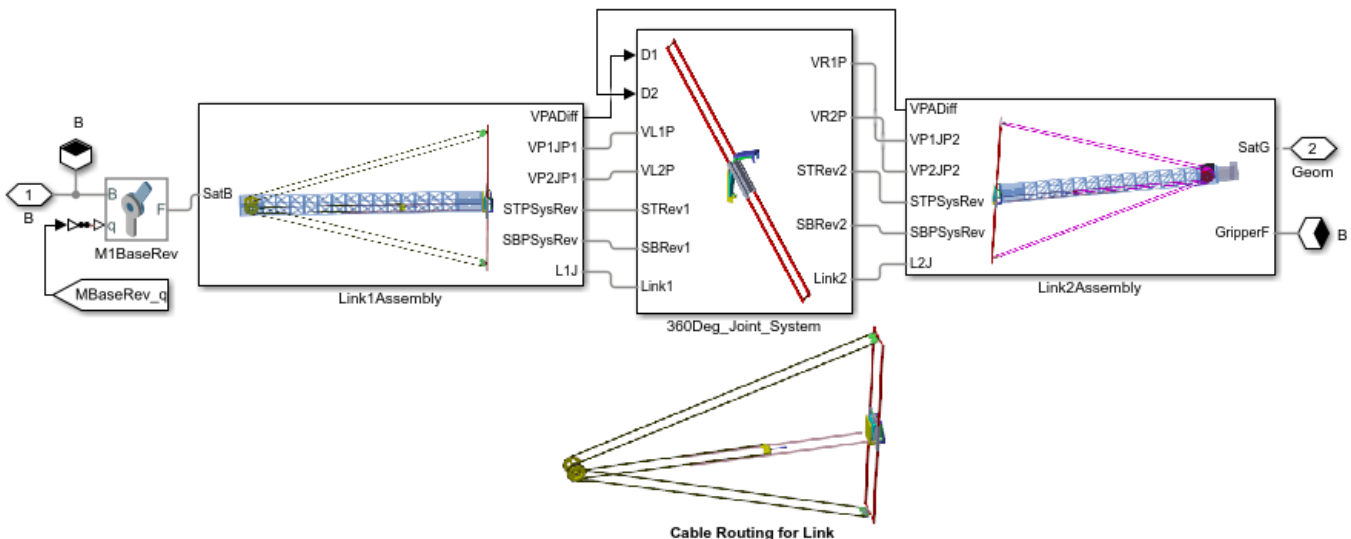 B
1
B
B
F
q
M1BaseRev
MBaseRev_q
SatB
VPADiff
VP1JP1
VP2JP1
STPSysRev
SBPSysRev
L1J
Link1Assembly
D1
D2
VL1P
VL2P
STRev1
SBRev1
Link1
VR1P
VR2P
STRev2
SBRev2
Link2
360Deg_Joint_System
VPADiff
VP1JP2
VP2JP2
STPSysRev
SBPSysRev
L2J
SatG
GripperF
Link2Assembly
2
Geom
B
Cable Routing for Link